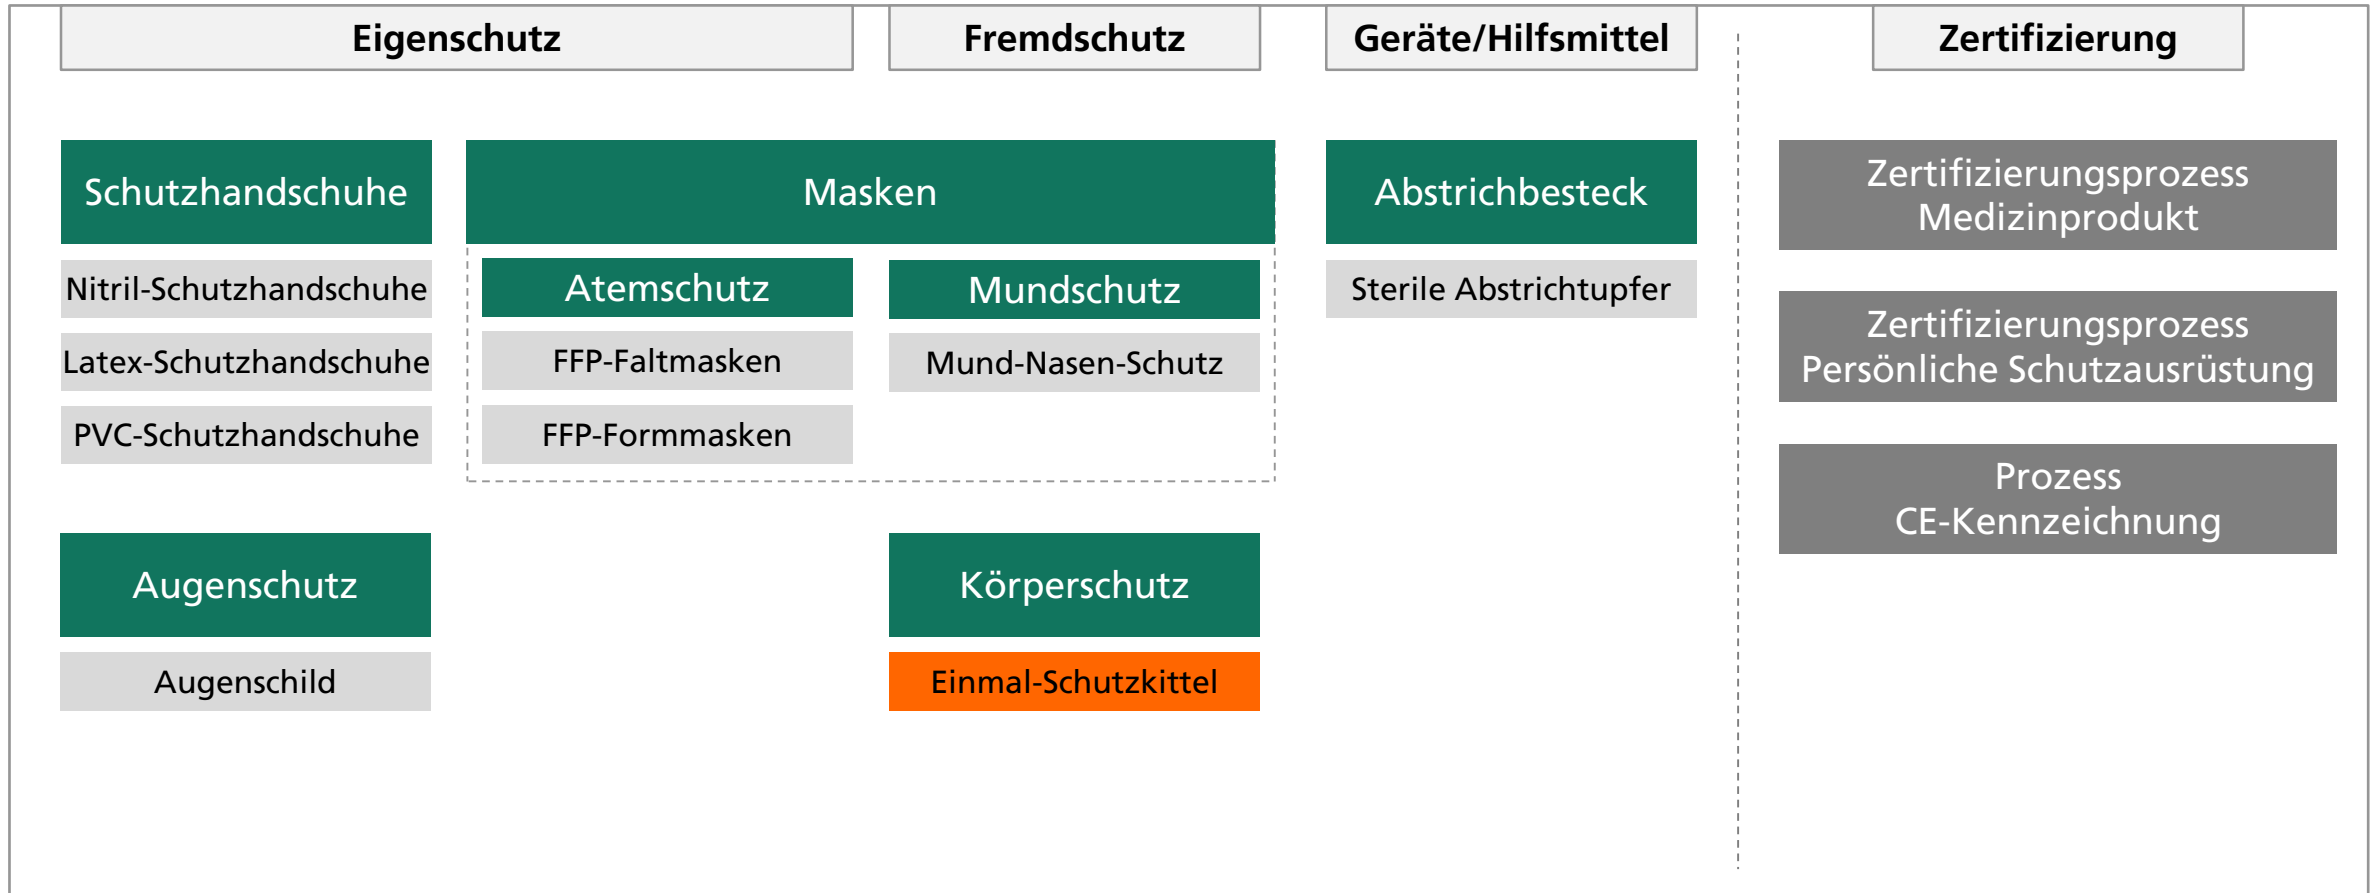 Eigenschutz
Fremdschutz
Geräte/Hilfsmittel
Zertifizierung
Schutzhandschuhe
Nitril-Schutzhandschuhe
Latex-Schutzhandschuhe
PVC-Schutzhandschuhe
Masken
Atemschutz
FFP-Faltmasken
FFP-Formmasken
Mundschutz
Mund-Nasen-Schutz
Abstrichbesteck
Sterile Abstrichtupfer
Augenschutz
Augenschild
Körperschutz
Einmal-Schutzkittel
Zertifizierungsprozess
Medizinprodukt
Zertifizierungsprozess
Persönliche Schutzausrüstung
Prozess
CE-Kennzeichnung